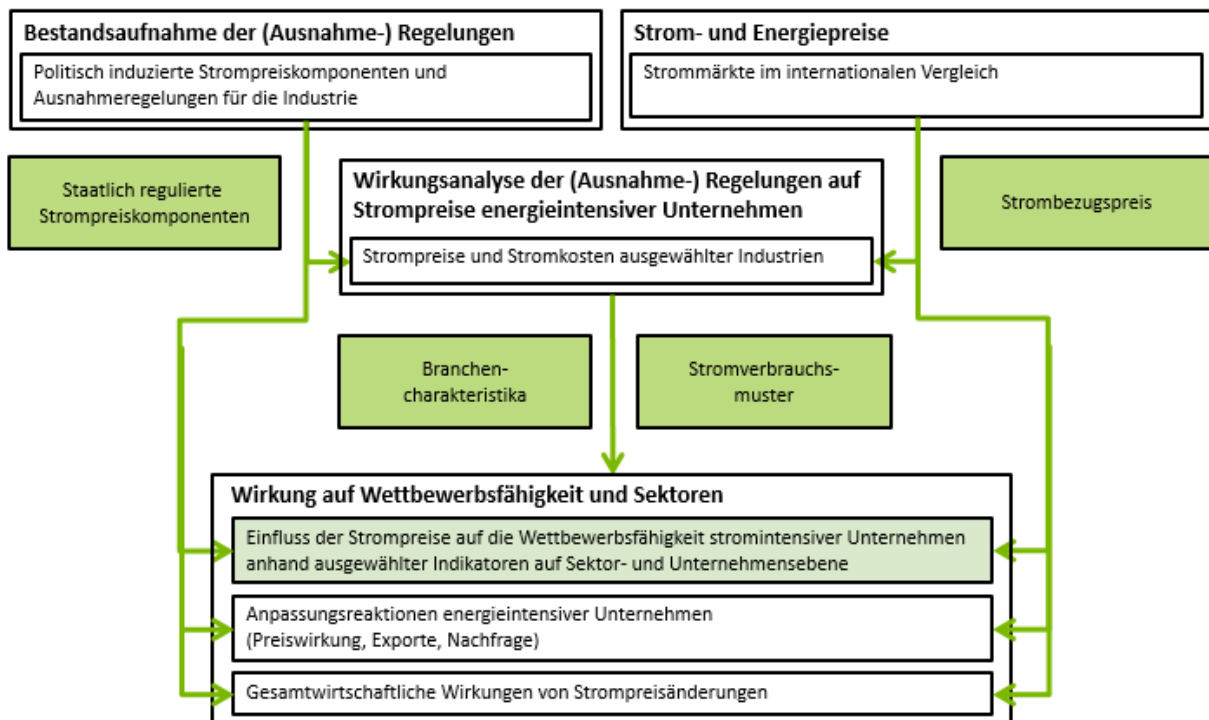 Bestandsaufnahme der (Ausnahme-) Regelungen
Politisch induzierte Strompreiskomponenten und
Ausnahmeregelungen für die Industrie
Strom- und Energiepreise
Strommärkte im internationalen Vergleich
Staatlich regulierte
Strompreiskomponenten
Wirkungsanalyse der (Ausnahme-) Regelungen auf
Strompreise energieintensiver Unternehmen
Strompreise und Stromkosten ausgewählter Industrien
Strombezugspreis
Branchen-
charakteristika
Stromverbrauchs-
muster
Wirkung auf Wettbewerbsfähigkeit und Sektoren
Einfluss der Strompreise auf die Wettbewerbsfähigkeit stromintensiver Unternehmen
anhand ausgewählter Indikatoren auf Sektor- und Unternehmensebene
Anpassungsreaktionen energieintensiver Unternehmen
(Preiswirkung, Exporte, Nachfrage)
Gesamtwirtschaftliche Wirkungen von Strompreisänderungen